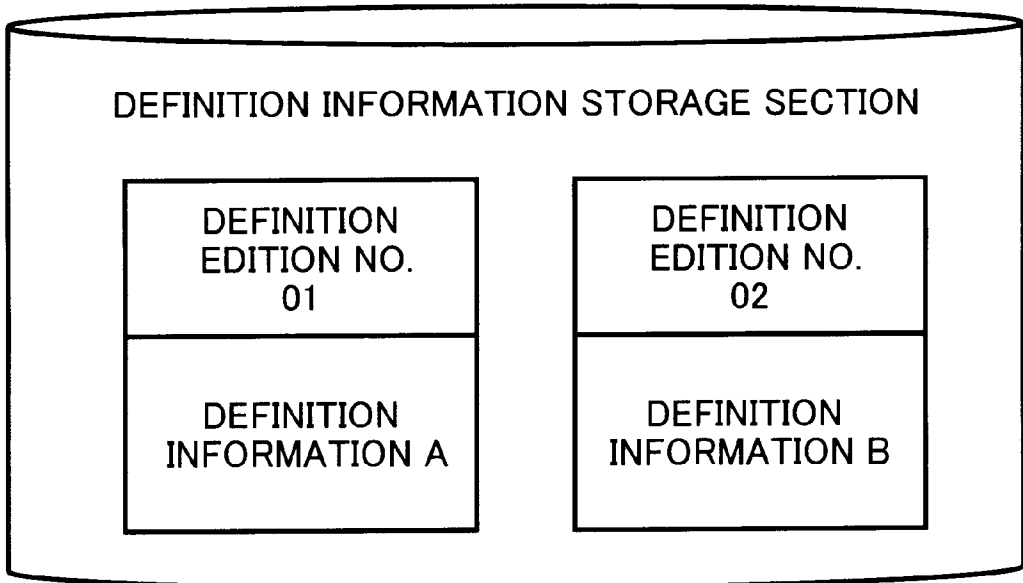 DEFINITION INFORMATION STORAGE SECTION
DEFINITION
EDITION NO.
01
DEFINITION
INFORMATION A
DEFINITION
EDITION NO.
02
DEFINITION
INFORMATION B